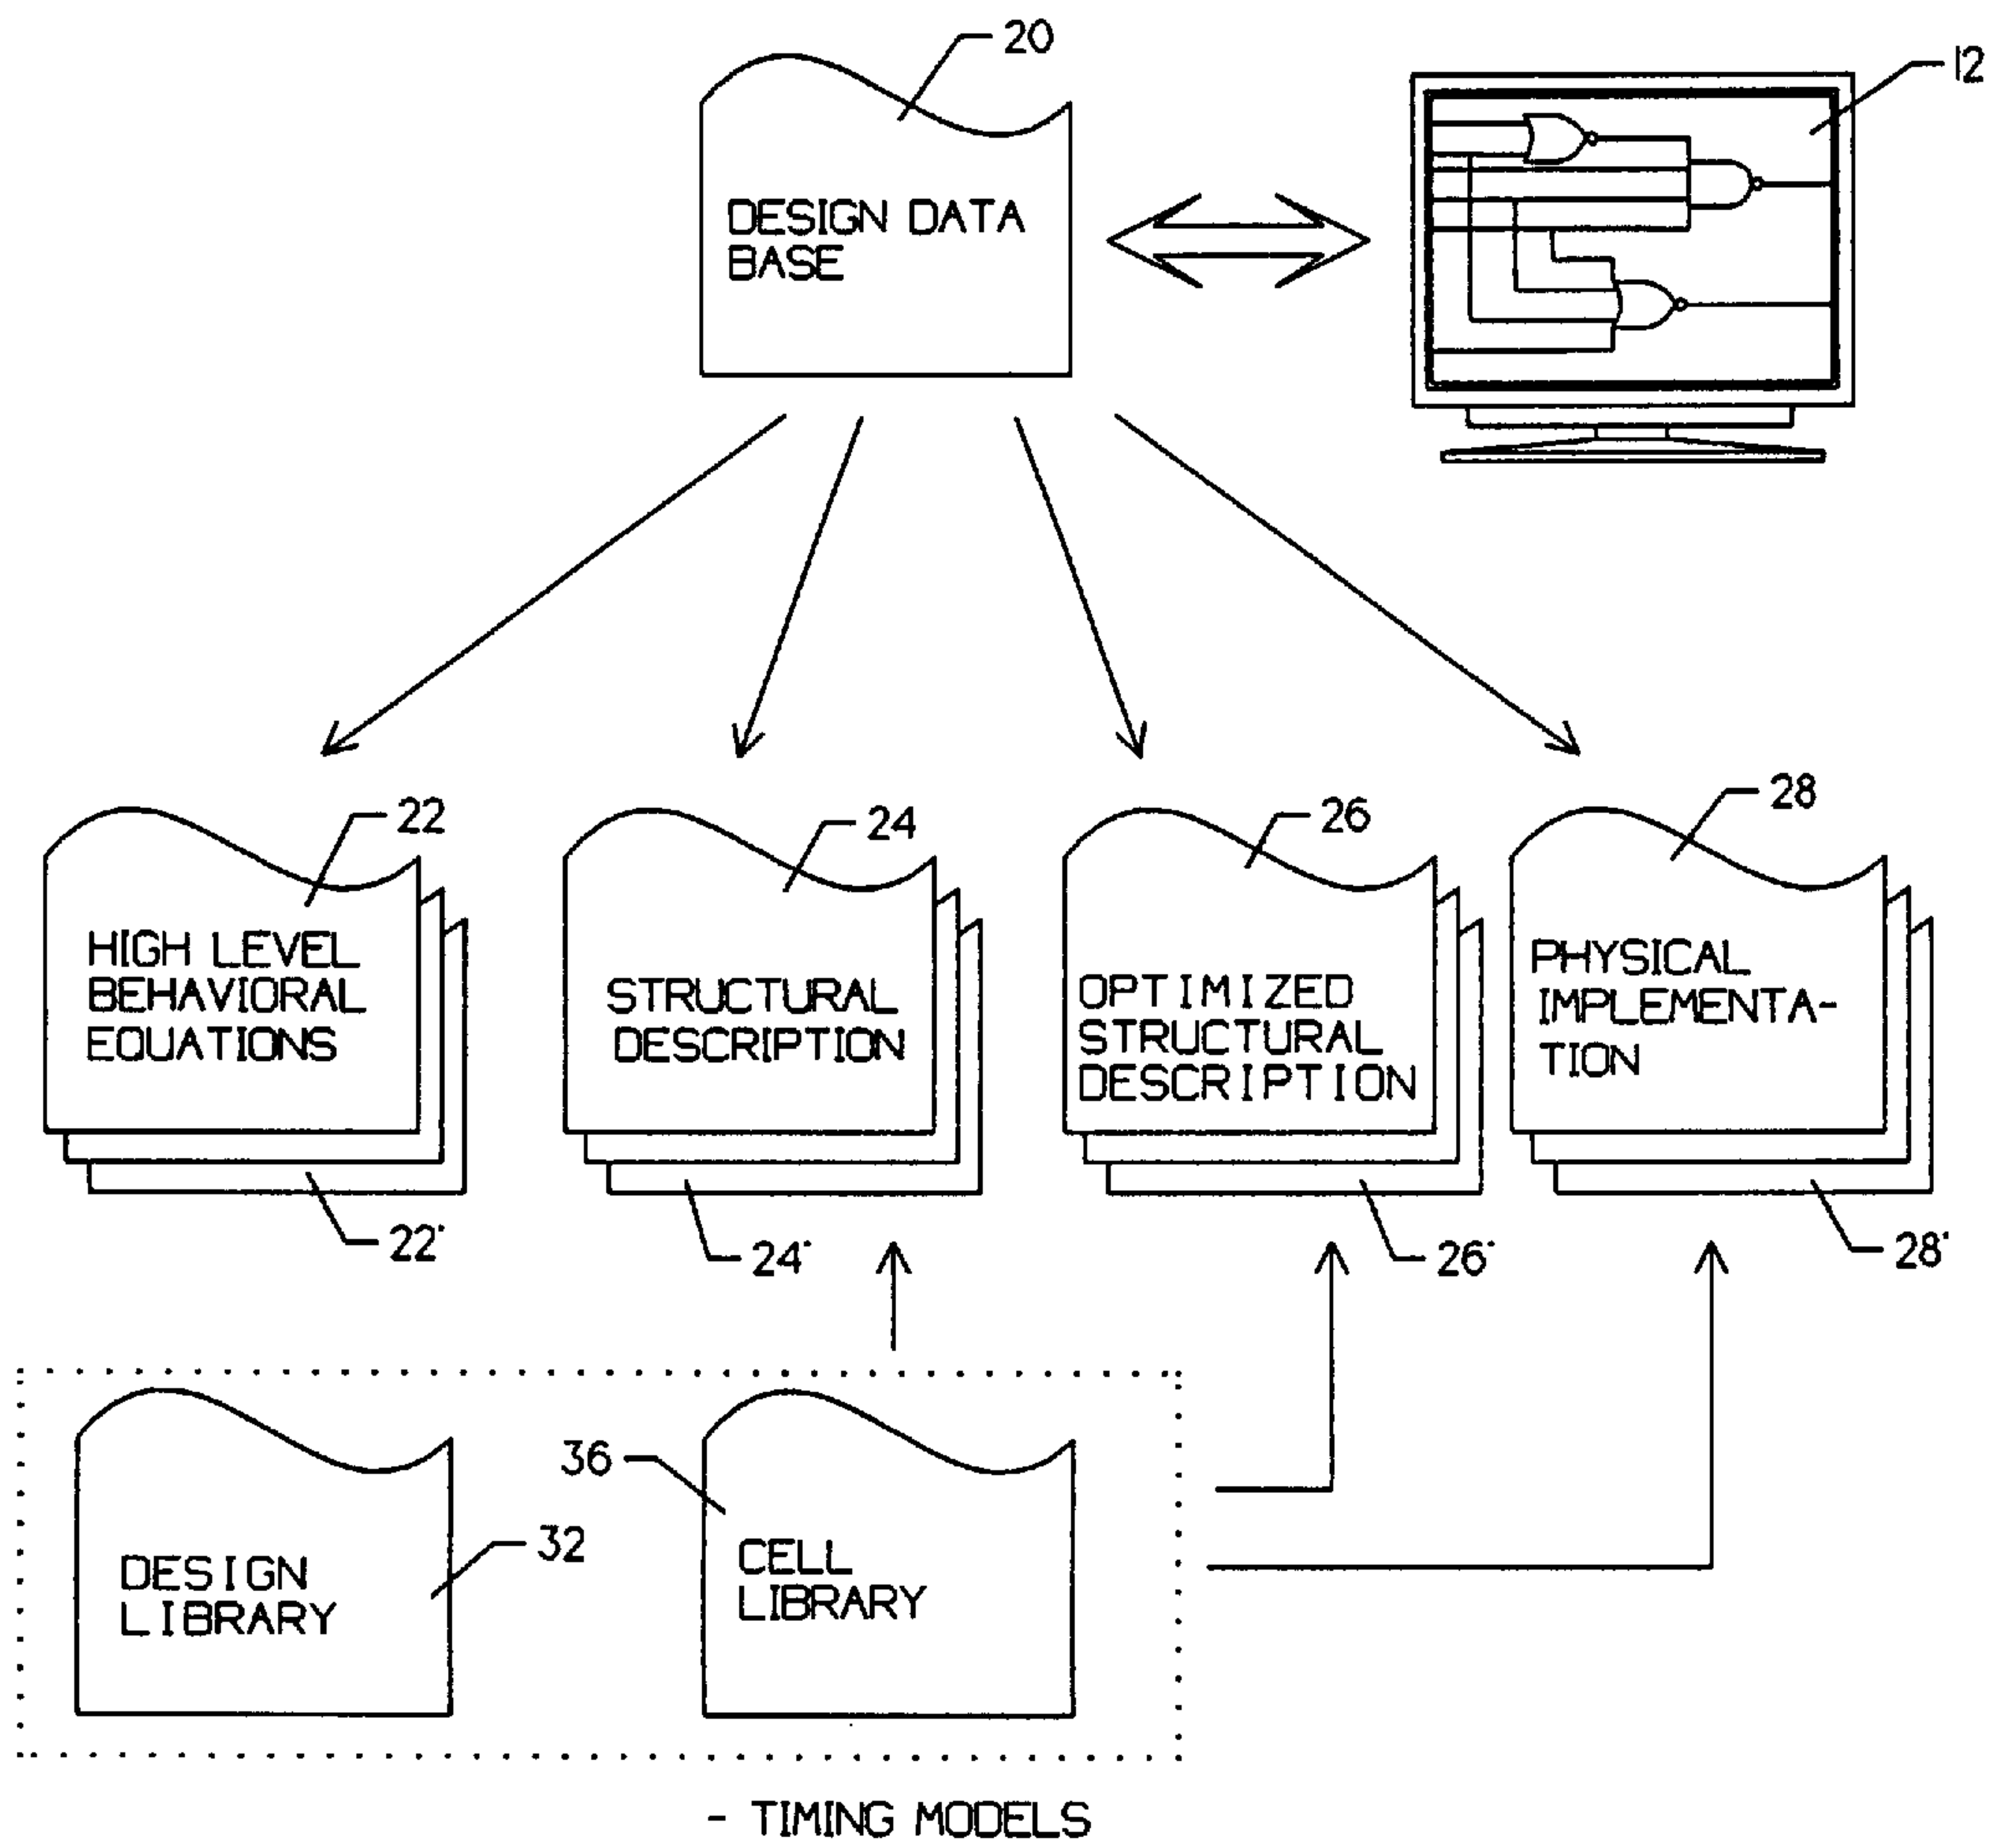 20
12
DESIGN DATA
BASE
22
24
26
28
HIGH LEVEL
BEHAVIORAL
EQUATIONS
STRUCTURAL
DESCRIPTION
OPTIMIZED
STRUCTURAL
DESCRIPTION
PHYSICAL
IMPLEMENTA-
TION
22'
24'
26'
28'
36
32
DESIGN
LIBRARY
CELL
LIBRARY
- TIMING MODELS